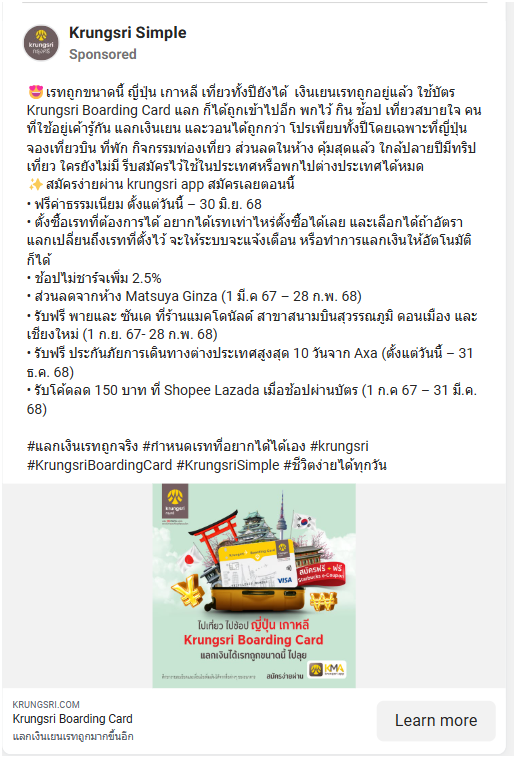 Krungsri Simple
Sponsored
😍เรทถูกขนาดนี้ ญี่ปุ่น เกาหลี เที่ยวทั้งปียังได้ เงินเยนเรทถูกอยู่แล้ว ใช้บัตร
Krungsri Boarding Card แลก ก็ได้ถูกเข้าไปอีก พกไว้ กิน ช้อป เที่ยวสบายใจ คน
ที่ใช้อยู่เค้ารู้กัน แลกเงินเยน และวอนได้ถูกกว่า โปรเพียบทั้งปีโดยเฉพาะที่ญี่ปุ่น
จองเที่ยวบิน ที่พัก กิจกรรมท่องเที่ยว ส่วนลดในห้าง คุ้มสุดแล้ว ใกล้ปลายปีมีทริป
เที่ยว ใครยังไม่มี รีบสมัครไว้ใช้ในประเทศหรือพกไปต่างประเทศได้หมด
✨สมัครง่ายผ่าน krungsri app สมัครเลยตอนนี้
• ฟรีค่าธรรมเนียม ตั้งแต่วันนี้ – 30 มิ.ย. 68
• ตั้งซื้อเรทที่ต้องการได้ อยากได้เรทเท่าไหร่ตั้งซื้อได้เลย และเลือกได้ถ้าอัตรา
แลกเปลี่ยนถึงเรทที่ตั้งไว้ จะให้ระบบจะแจ้งเตือน หรือทำการแลกเงินให้อัตโนมัติ
ก็ได้
• ช้อปไม่ชาร์จเพิ่ม 2.5%
• ส่วนลดจากห้าง Matsuya Ginza (1 มี.ค 67 – 28 ก.พ. 68)
• รับฟรี พายและ ซันเด ที่ร้านแมคโดนัลด์ สาขาสนามบินสุวรรณภูมิ ดอนเมือง และ
เชียงใหม่ (1 ก.ย. 67- 28 ก.พ. 68)
• รับฟรี ประกันภัยการเดินทางต่างประเทศสูงสุด 10 วันจาก Axa (ตั้งแต่วันนี้ – 31
ธ.ค. 68)
• รับโค้ดลด 150 บาท ที่ Shopee Lazada เมื่อช้อปผ่านบัตร (1 ก.ค 67 – 31 มี.ค.
68)
#แลกเงินเรทถูกจริง #กำหนดเรทที่อยากได้ได้เอง #krungsri
#KrungsriBoardingCard #KrungsriSimple #ชีวิตง่ายได้ทุกวัน
krungsri
กรุงศรี
Krungsri Boarding Card
VISA
สมัครฟรี + ฟรี
Starbucks e-Coupon!
ไปเที่ยว ไปช้อป ญี่ปุ่น เกาหลี
Krungsri Boarding Card
แลกเงินได้เรทถูกขนาดนี้ ไปลุย
สมัครง่ายผ่าน
KMA
KRUNGSRI.COM
Krungsri Boarding Card
แลกเงินเยนเรทถูกมากขึ้นอีก
Learn more